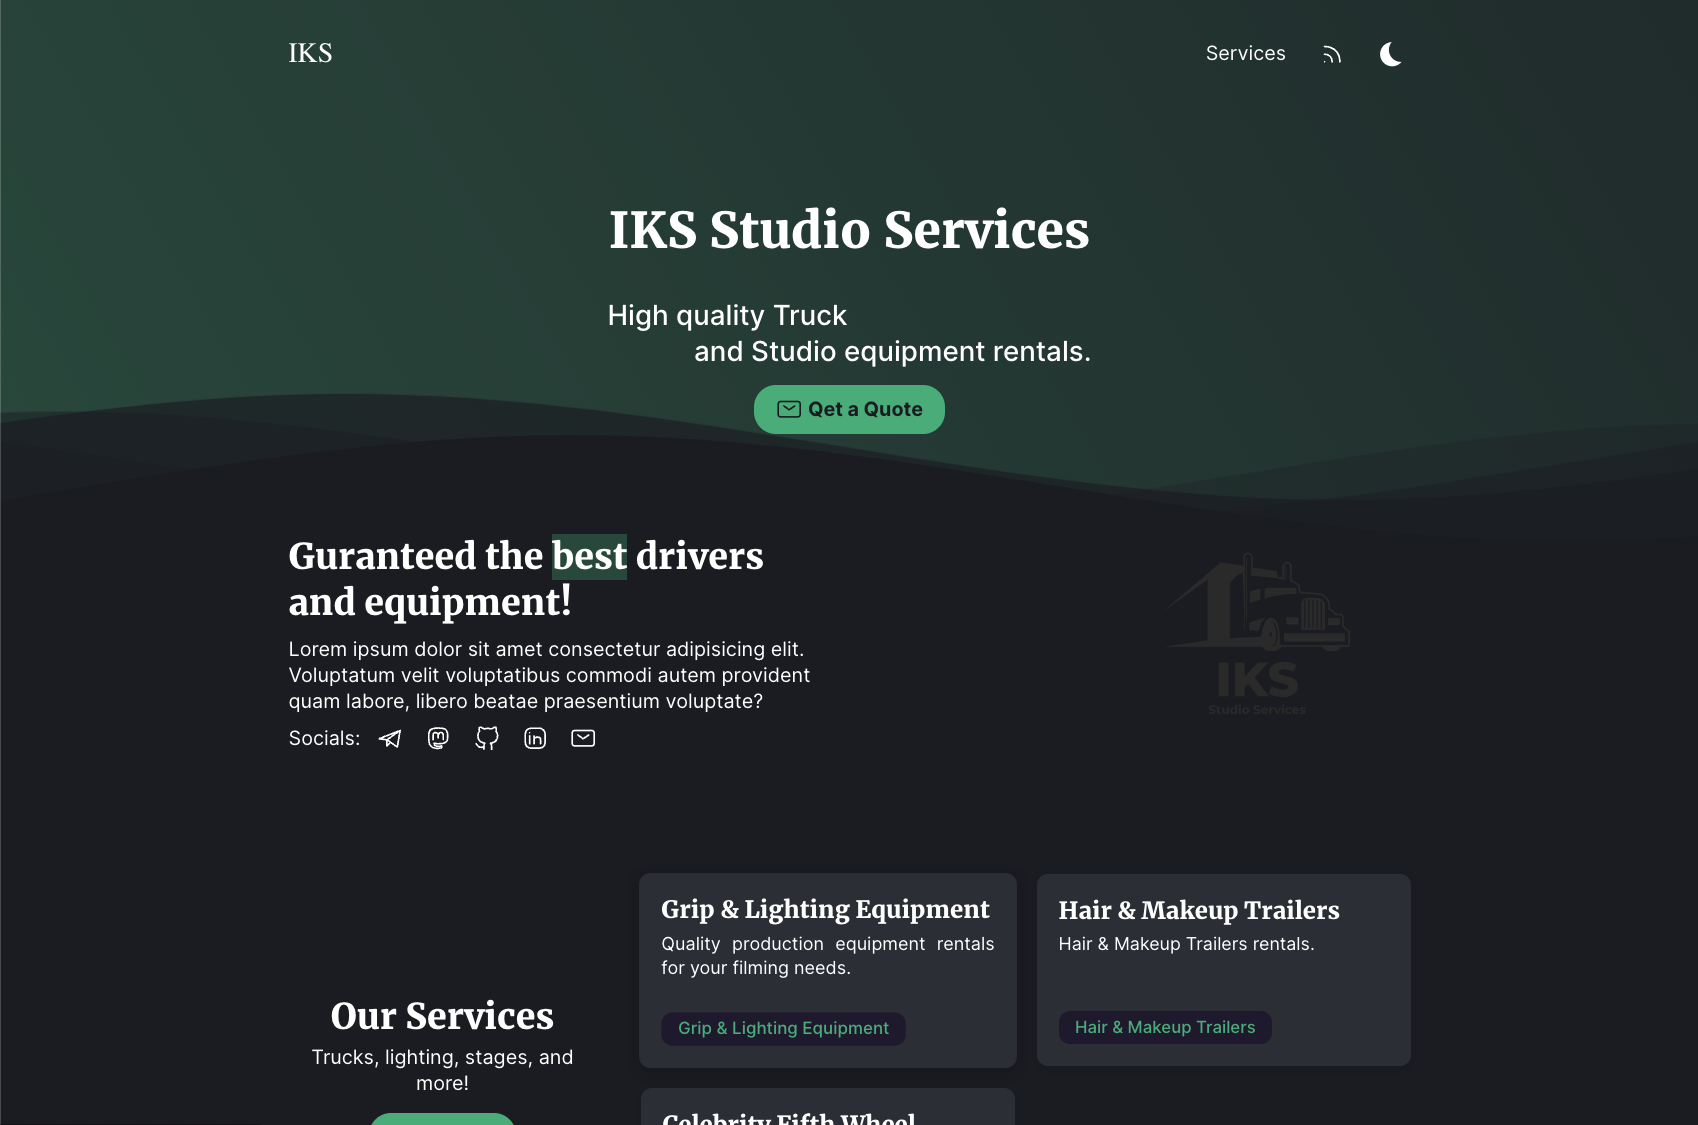 IKS
Services
IKS Studio Services
High quality Truck
and Studio equipment rentals.
Qet a Quote
Guranteed the best drivers
and equipment!
Lorem ipsum dolor sit amet consectetur adipisicing elit.
Voluptatum velit voluptatibus commodi autem provident
quam labore, libero beatae praesentium voluptate?
Socials:
IKS
Studio Services
Our Services
Trucks, lighting, stages, and
more!
Grip & Lighting Equipment
Quality production equipment rentals
for your filming needs.
Grip & Lighting Equipment
Hair & Makeup Trailers
Hair & Makeup Trailers rentals.
Hair & Makeup Trailers
Celebrity Fifth Wheel